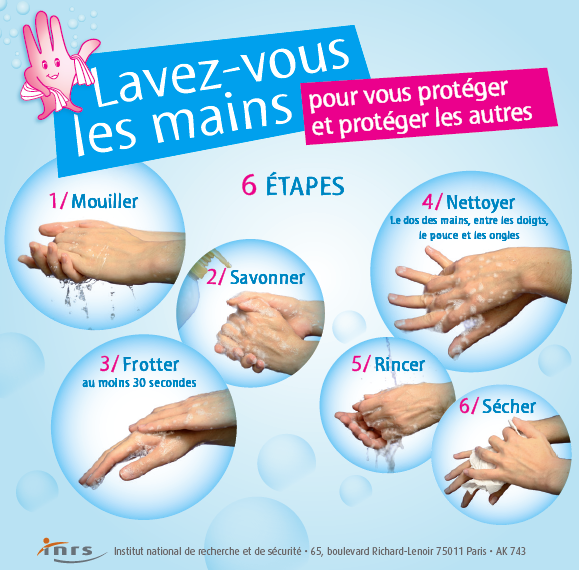 Lavez-vous
les mains
pour vous protéger
et protéger les autres
6 ÉTAPES
1/ Mouiller
2/ Savonner
3/ Frotter
au moins 30 secondes
4/ Nettoyer
Le dos des mains, entre les doigts,
le pouce et les ongles
5/ Rincer
6/ Sécher
inrs Institut national de recherche et de sécurité • 65, boulevard Richard-Lenoir 75011 Paris • AK 743